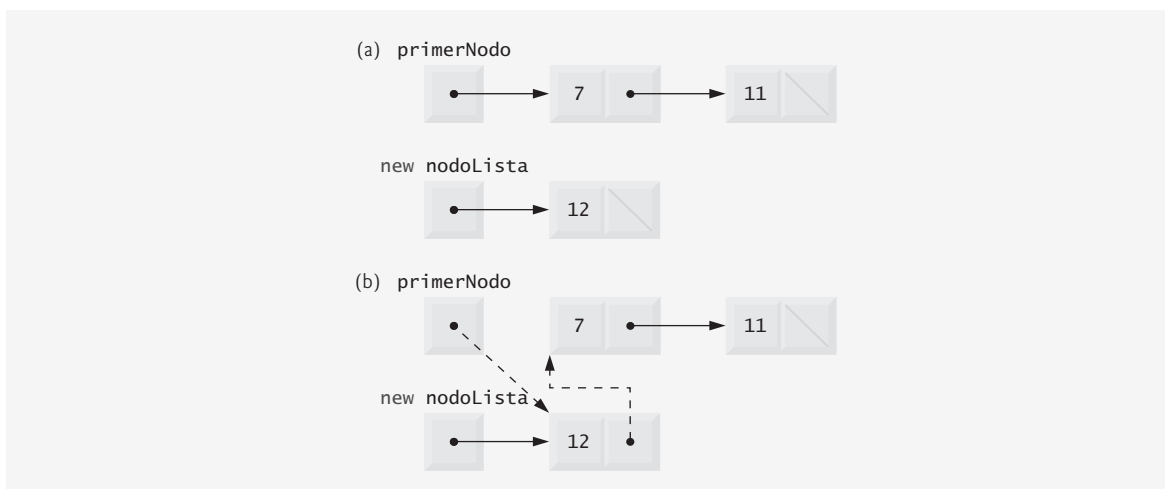 (a) primerNodo
7 11
new nodoLista
12
(b) primerNodo
7 11
new nodoLista
12